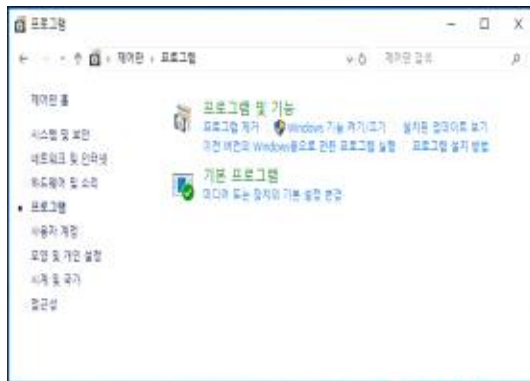 프로그램
제어판 › 프로그램
제어판 검색
제어판 홈
시스템 및 보안
네트워크 및 인터넷
하드웨어 및 소리
프로그램
사용자 계정
모양 및 개인 설정
시계 및 국가
접근성
프로그램 및 기능
프로그램 제거 Windows 기능 켜기/끄기 설치된 업데이트 보기
이전 버전의 Windows용으로 만든 프로그램 실행 프로그램 설치 방법
기본 프로그램
미디어 또는 장치의 기본 설정 변경